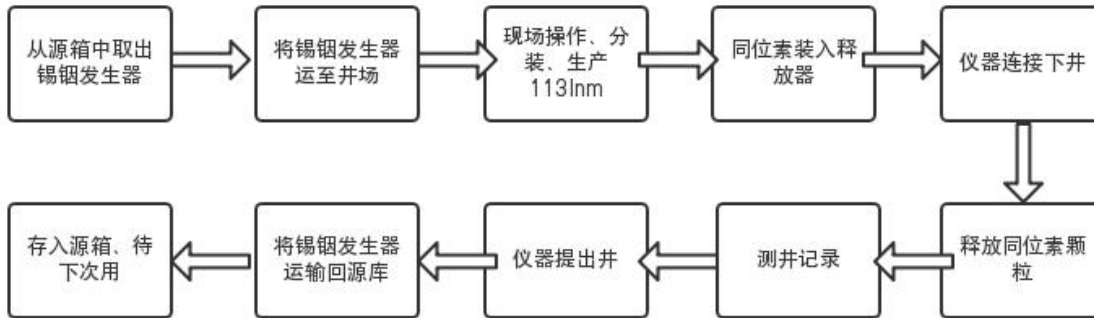 从源箱中取出
锡铟发生器
将锡铟发生器
运至井场
现场操作、分
装、生产
113Inm
同位素装入释
放器
仪器连接下井
释放同位素颗
粒
测井记录
仪器提出井
将锡铟发生器
运输回源库
存入源箱、待
下次用